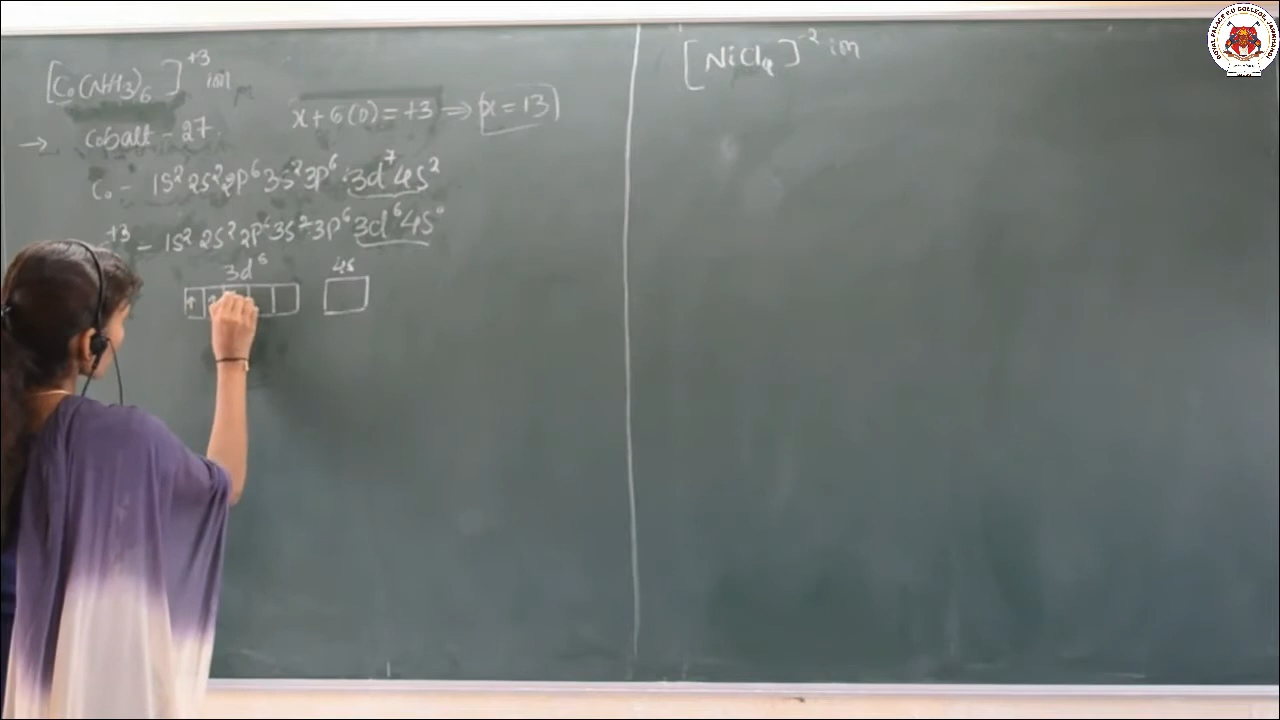 [Co(NH3)6]+3 ion
x+6(0)=+3 ⇒ x=+3
→ Cobalt - 27
Co - 1s² 2s² 2p⁶ 3s² 3p⁶ 3d⁷ 4s²
+3 - 1s² 2s² 2p⁶ 3s² 3p⁶ 3d⁶ 4s⁰
3d⁶ 4s
[NiCl4]-2 ion